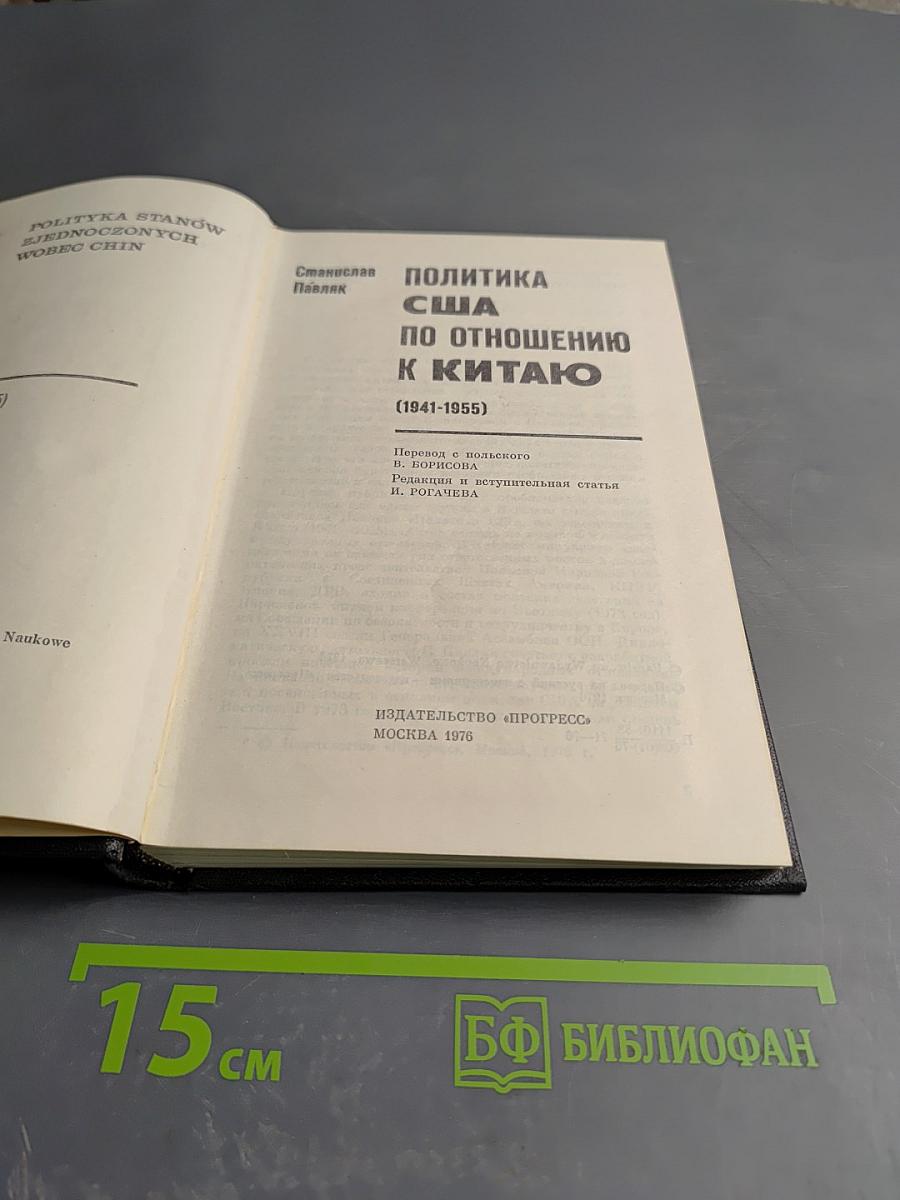 POLITYKA STANÓW
ZJEDNOCZONYCH
WOBEC CHIN
Naukowe
Станислав
Павляк
ПОЛИТИКА
США
ПО ОТНОШЕНИЮ
К КИТАЮ
(1941-1955)
Перевод с польского
В. БОРИСОВА
Редакция и вступительная статья
И. РОГАЧЕВА
ИЗДАТЕЛЬСТВО «ПРОГРЕСС»
МОСКВА 1976
15 см
БФ БИБЛИОФАН